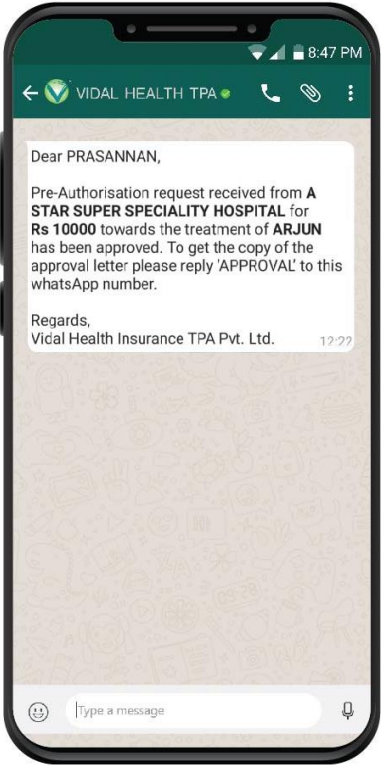 8:47 PM
VIDAL HEALTH TPA
Dear PRASANNAN,
Pre-Authorisation request received from A
STAR SUPER SPECIALITY HOSPITAL for
Rs 10000 towards the treatment of ARJUN
has been approved. To get the copy of the
approval letter please reply 'APPROVAL' to this
whatsApp number.
Regards,
Vidal Health Insurance TPA Pvt. Ltd.
12:22
09:28
Type a message